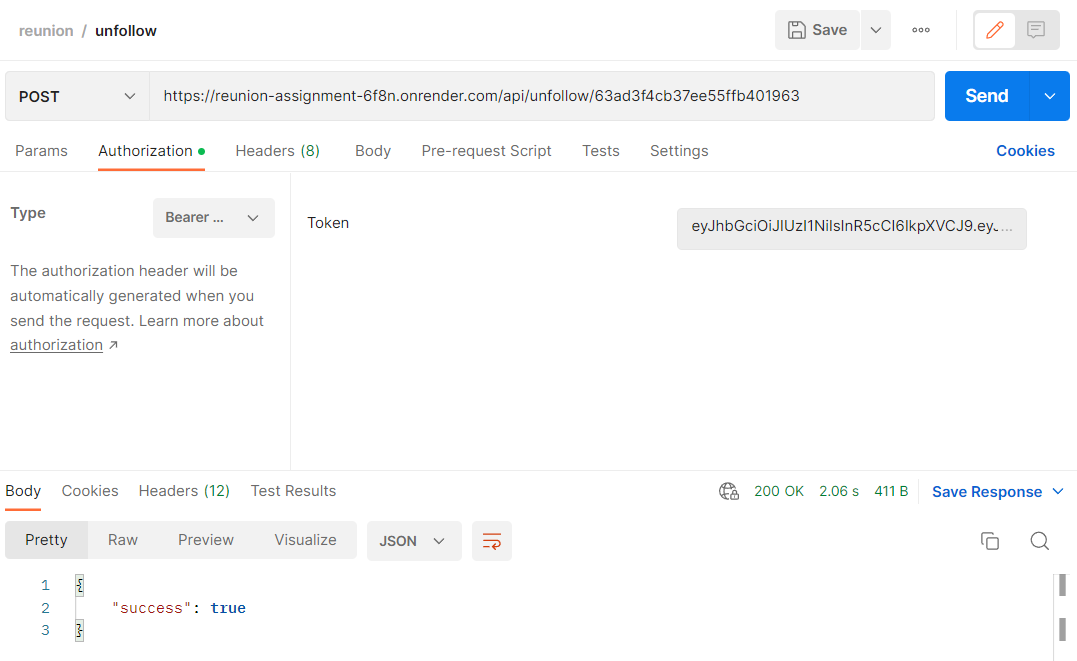 reunion / unfollow
Save
POST
https://reunion-assignment-6f8n.onrender.com/api/unfollow/63ad3f4cb37ee55ffb401963
Send
Params Authorization Headers (8) Body Pre-request Script Tests Settings Cookies
Type
Bearer ...
Token
eyJhbGciOiJIUzI1NiIsInR5cCI6IkpXVCJ9.eyJ...
The authorization header will be
automatically generated when you
send the request. Learn more about
authorization ↗
Body Cookies Headers (12) Test Results 200 OK 2.06 s 411 B Save Response
Pretty Raw Preview Visualize JSON
1 {
2 "success": true
3 }